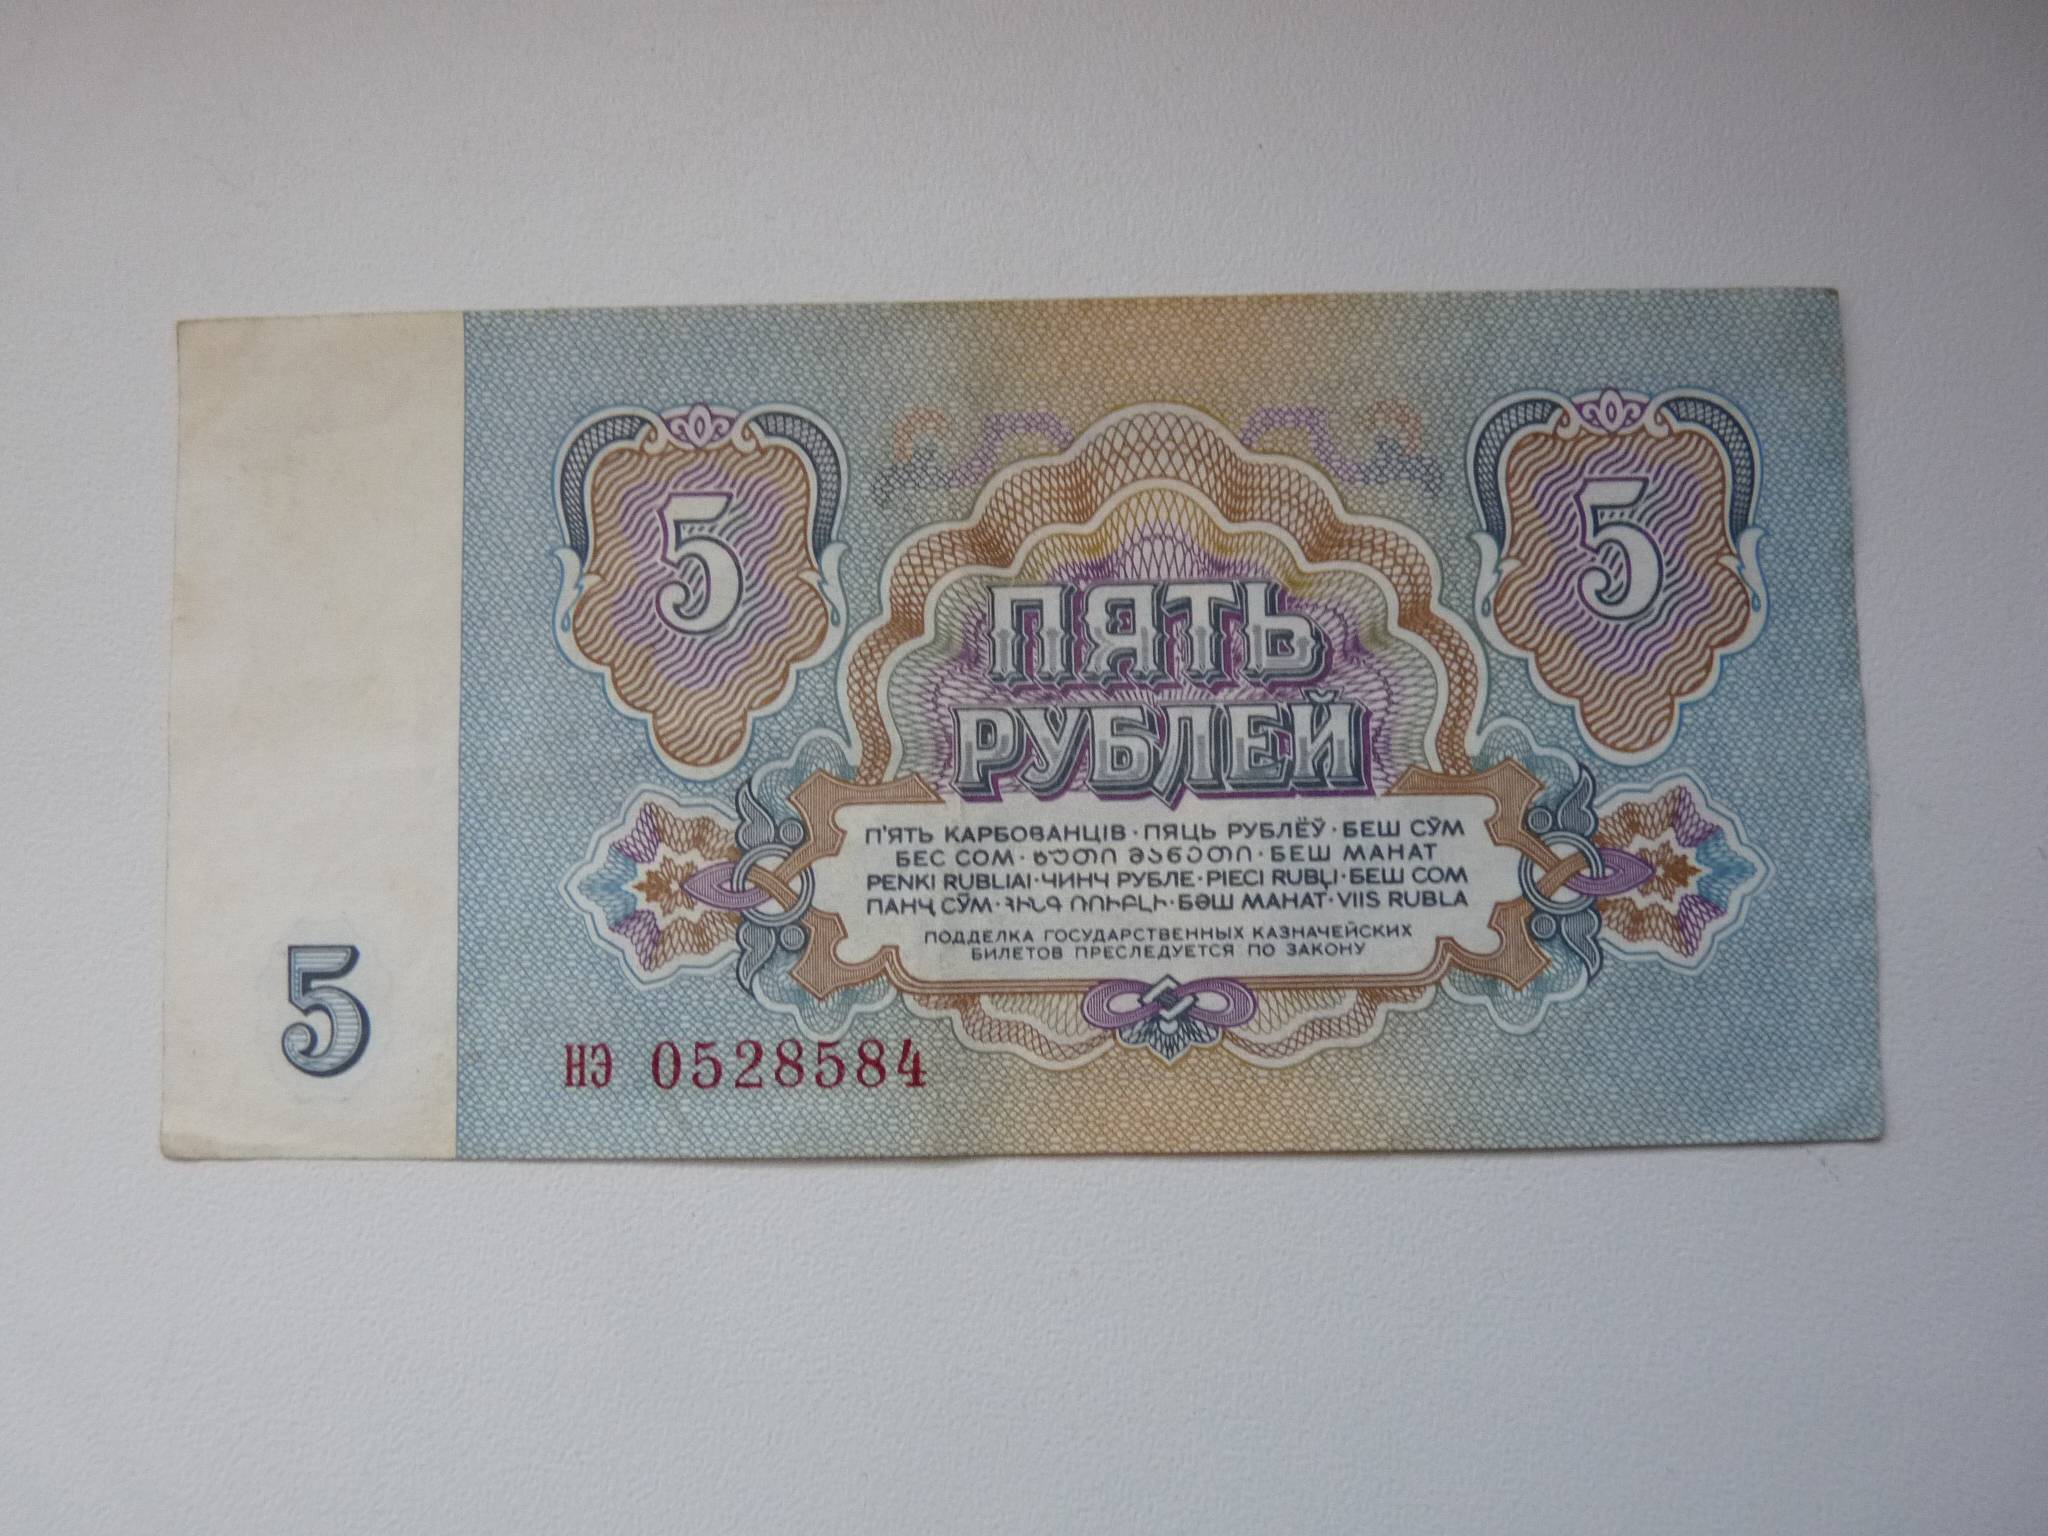 5
5
ПЯТЬ
РУБЛЕЙ
П'ЯТЬ КАРБОВАНЦІВ · ПЯЦЬ РУБЛЁЎ · БЕШ СЎМ
БЕС СОМ · ხუთი მანეთი · БЕШ МАНАТ
PENKI RUBLIAI · ЧИНЧ РУБЛЕ · PIECI RUBĻI · БЕШ СОМ
ПАНҶ СӮМ · ՀԻՆԳ ՌՈՒԲԼԻ · БӘШ МАНАТ · VIIS RUBLA
ПОДДЕЛКА ГОСУДАРСТВЕННЫХ КАЗНАЧЕЙСКИХ
БИЛЕТОВ ПРЕСЛЕДУЕТСЯ ПО ЗАКОНУ
5
НЭ 0528584